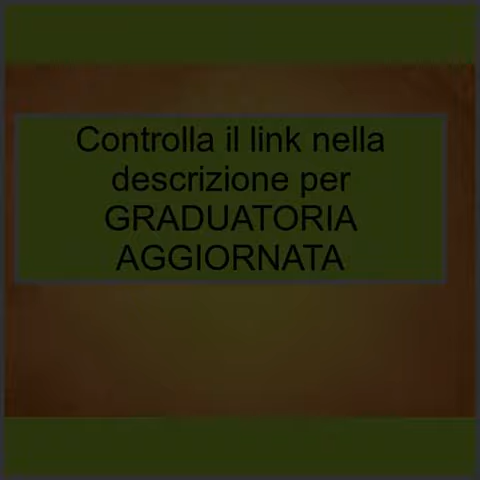 Controlla il link nella
descrizione per
GRADUATORIA
AGGIORNATA